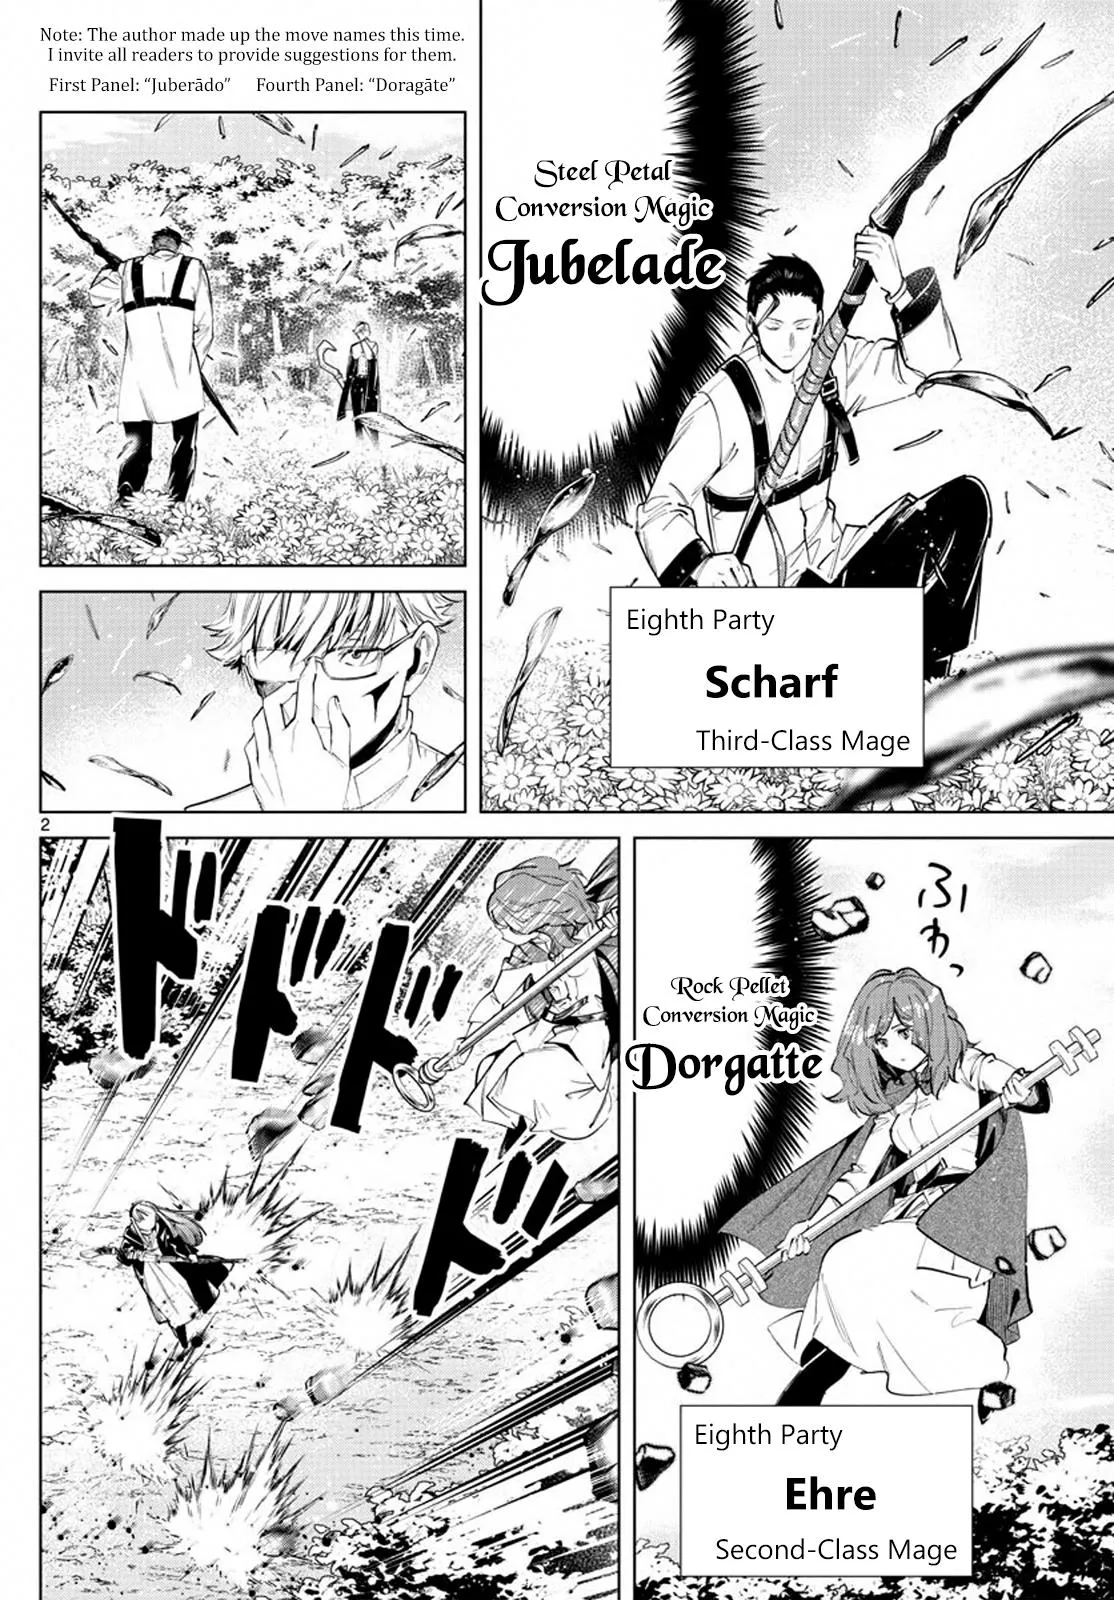 Note: The author made up the move names this time.
I invite all readers to provide suggestions for them.
First Panel: “Juberādo” Fourth Panel: “Doragāte”
Steel Petal
Conversion Magic
Jubelade
Eighth Party
Scharf
Third-Class Mage
2
ふわっ
Rock Pellet
Conversion Magic
Dorgatte
Eighth Party
Ehre
Second-Class Mage
ドドドドッ